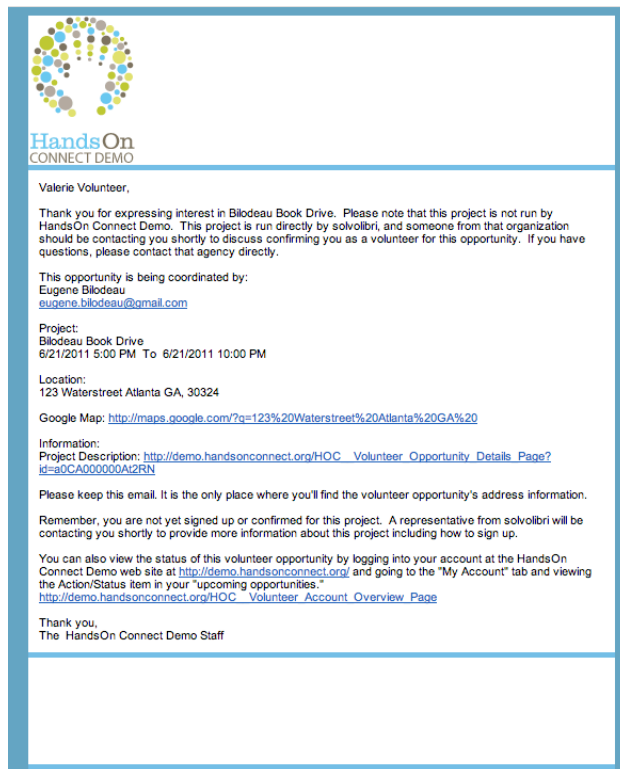 HandsOn
CONNECT DEMO
Valerie Volunteer,
Thank you for expressing interest in Bilodeau Book Drive.  Please note that this project is not run by
HandsOn Connect Demo.  This project is run directly by solvolibri, and someone from that organization
should be contacting you shortly to discuss confirming you as a volunteer for this opportunity.  If you have
questions, please contact that agency directly.
This opportunity is being coordinated by:
Eugene Bilodeau
eugene.bilodeau@gmail.com
Project:
Bilodeau Book Drive
6/21/2011 5:00 PM  To  6/21/2011 10:00 PM
Location:
123 Waterstreet Atlanta GA, 30324
Google Map: http://maps.google.com/?q=123%20Waterstreet%20Atlanta%20GA%20
Information:
Project Description: http://demo.handsonconnect.org/HOC__Volunteer_Opportunity_Details_Page?
id=a0CA000000At2RN
Please keep this email. It is the only place where you'll find the volunteer opportunity's address information.
Remember, you are not yet signed up or confirmed for this project.  A representative from solvolibri will be
contacting you shortly to provide more information about this project including how to sign up.
You can also view the status of this volunteer opportunity by logging into your account at the HandsOn
Connect Demo web site at http://demo.handsonconnect.org/ and going to the "My Account" tab and viewing
the Action/Status item in your "upcoming opportunities."
http://demo.handsonconnect.org/HOC__Volunteer_Account_Overview_Page
Thank you,
The  HandsOn Connect Demo Staff